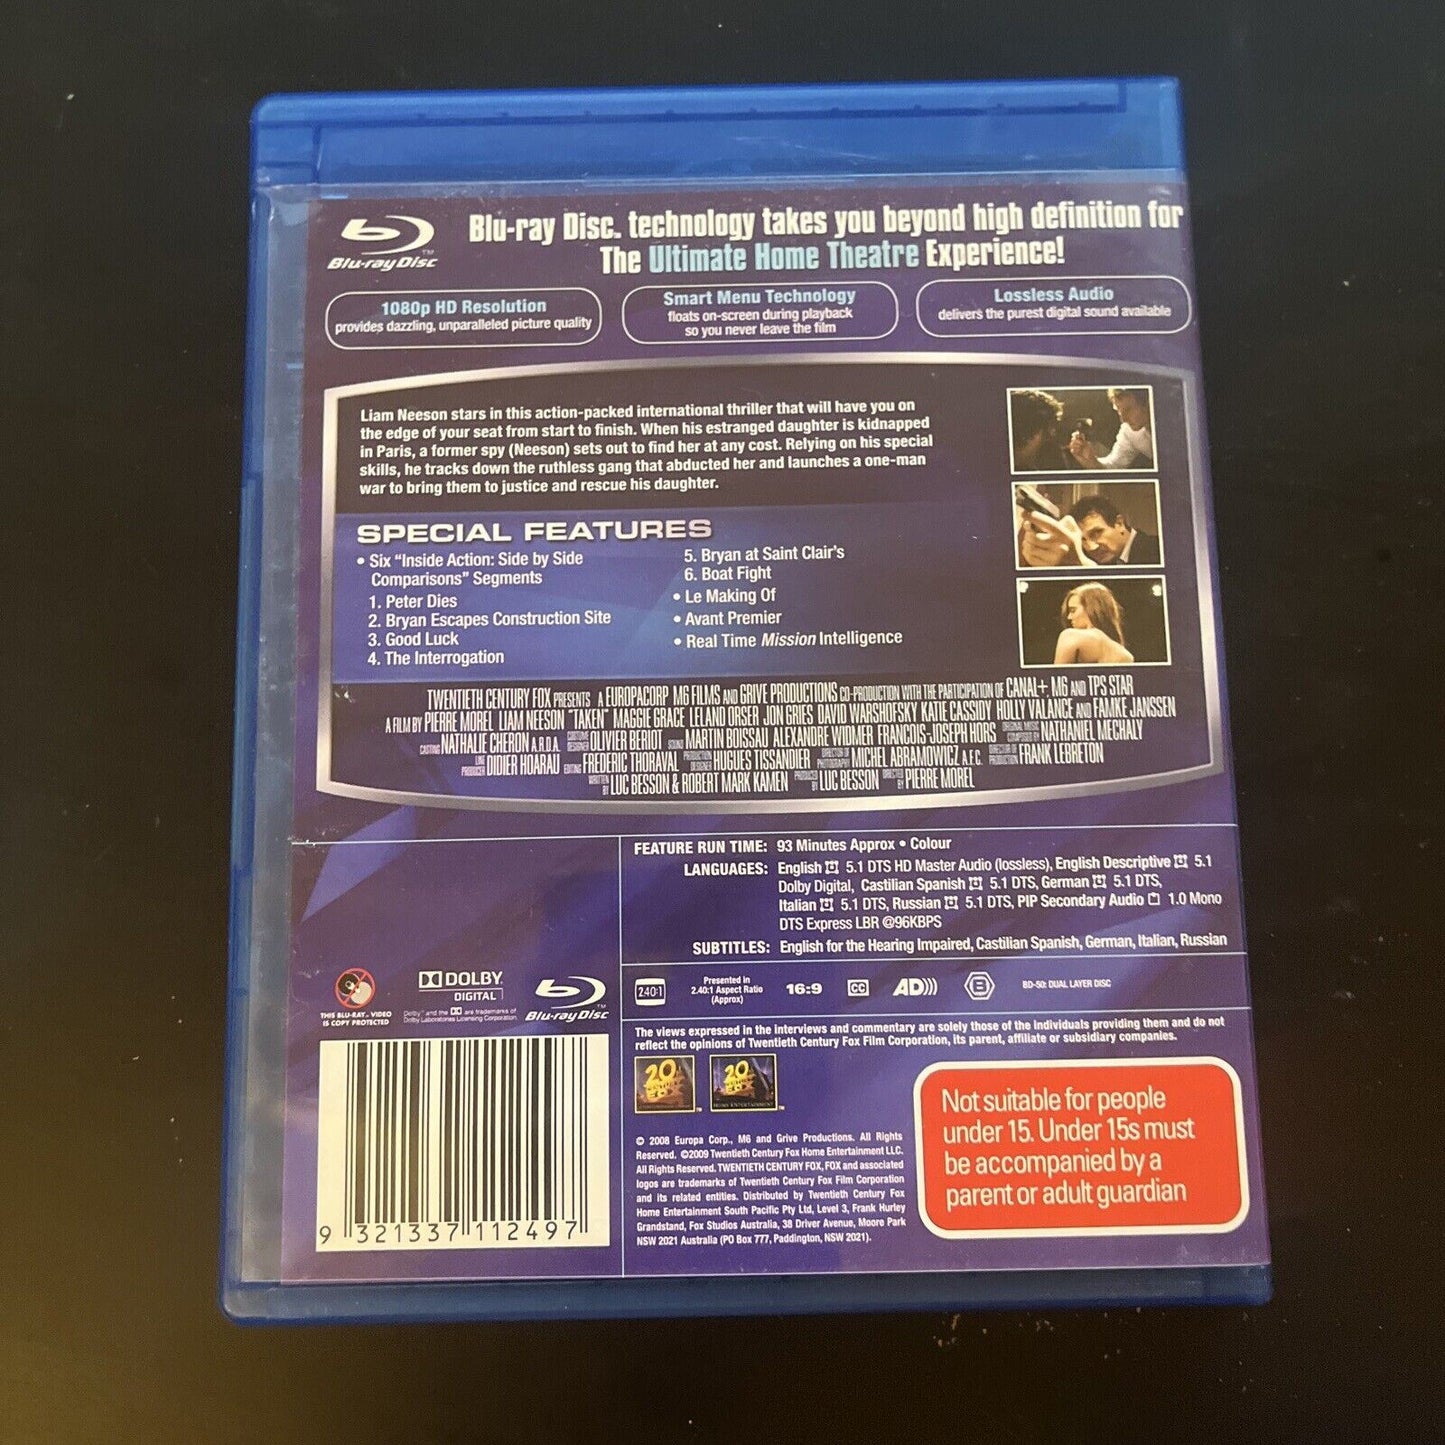 Blu-ray Disc
TM
Blu-ray Disc™ technology takes you beyond high definition for
The Ultimate Home Theatre Experience!
1080p HD Resolution
provides dazzling, unparalleled picture quality
Smart Menu Technology
floats on-screen during playback
so you never leave the film
Lossless Audio
delivers the purest digital sound available
Liam Neeson stars in this action-packed international thriller that will have you on
the edge of your seat from start to finish. When his estranged daughter is kidnapped
in Paris, a former spy (Neeson) sets out to find her at any cost. Relying on his special
skills, he tracks down the ruthless gang that abducted her and launches a one-man
war to bring them to justice and rescue his daughter.
SPECIAL FEATURES
• Six "Inside Action: Side by Side
Comparisons" Segments
1. Peter Dies
2. Bryan Escapes Construction Site
3. Good Luck
4. The Interrogation
5. Bryan at Saint Clair's
6. Boat Fight
• Le Making Of
• Avant Premier
• Real Time Mission Intelligence
TWENTIETH CENTURY FOX PRESENTS A EUROPACORP M6 FILMS AND GRIVE PRODUCTIONS CO-PRODUCTION WITH THE PARTICIPATION OF CANAL+ M6 AND TPS STAR
A FILM BY PIERRE MOREL LIAM NEESON "TAKEN" MAGGIE GRACE LELAND ORSER JON GRIES DAVID WARSHOFSKY KATIE CASSIDY HOLLY VALANCE AND FAMKE JANSSEN
CASTING NATHALIE CHERON A.R.D.A. COSTUME DESIGNER OLIVIER BERIOT SOUND MARTIN BOISSAU ALEXANDRE WIDMER FRANCOIS-JOSEPH HORS ORIGINAL MUSIC COMPOSED BY NATHANIEL MECHALY
LINE PRODUCER DIDIER HOARAU EDITING FREDERIC THORAVAL PRODUCTION DESIGNER HUGUES TISSANDIER DIRECTOR OF PHOTOGRAPHY MICHEL ABRAMOWICZ A.F.C. DIRECTOR OF PRODUCTION FRANK LEBRETON
WRITTEN BY LUC BESSON & ROBERT MARK KAMEN PRODUCED BY LUC BESSON DIRECTED BY PIERRE MOREL
FEATURE RUN TIME: 93 Minutes Approx • Colour
LANGUAGES: English 5.1 DTS HD Master Audio (lossless), English Descriptive 5.1
Dolby Digital, Castilian Spanish 5.1 DTS, German 5.1 DTS,
Italian 5.1 DTS, Russian 5.1 DTS, PIP Secondary Audio 1.0 Mono
DTS Express LBR @96KBPS
SUBTITLES: English for the Hearing Impaired, Castilian Spanish, German, Italian, Russian
2.40:1
Presented in
2.40:1 Aspect Ratio
(Approx)
16:9
CC
AD)))
B
BD-50: DUAL LAYER DISC
THIS BLU-RAY™ VIDEO
IS COPY PROTECTED
DOLBY
DIGITAL
Dolby™ and the DD are trademarks of
Dolby Laboratories Licensing Corporation
Blu-ray Disc
TM
The views expressed in the interviews and commentary are solely those of the individuals providing them and do not
reflect the opinions of Twentieth Century Fox Film Corporation, its parent, affiliate or subsidiary companies.
20
CENTURY
FOX
TM
20
CENTURY
FOX
HOME ENTERTAINMENT
TM
© 2008 Europa Corp., M6 and Grive Productions. All Rights
Reserved. ©2009 Twentieth Century Fox Home Entertainment LLC.
All Rights Reserved. TWENTIETH CENTURY FOX, FOX and associated
logos are trademarks of Twentieth Century Fox Film Corporation
and its related entities. Distributed by Twentieth Century Fox
Home Entertainment South Pacific Pty Ltd, Level 3, Frank Hurley
Grandstand, Fox Studios Australia, 38 Driver Avenue, Moore Park
NSW 2021 Australia (PO Box 777, Paddington, NSW 2021).
Not suitable for people
under 15. Under 15s must
be accompanied by a
parent or adult guardian
9 321337 112497